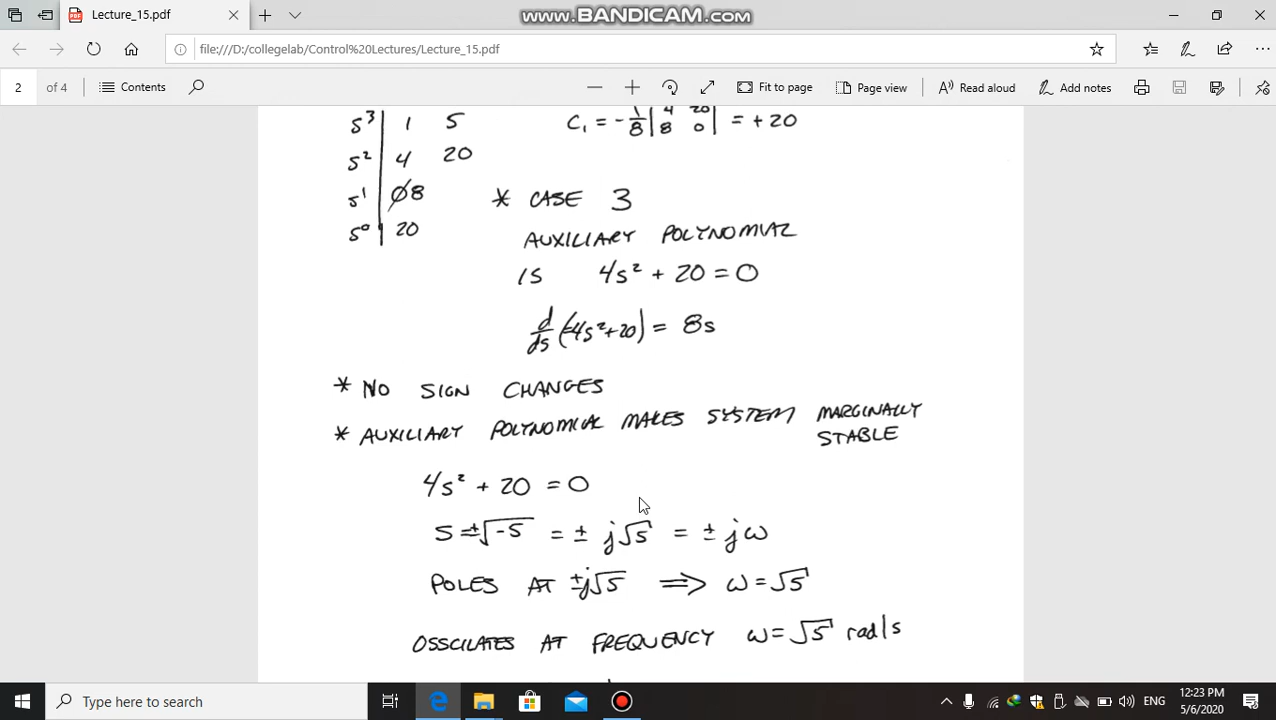 Lecture_15.pdf
www.BANDICAM.com
file:///D:/collegelab/Control%20Lectures/Lecture_15.pdf
2 of 4 Contents Fit to page Page view Read aloud Add notes
S³ 1 5
C₁ = -1/8 | 4 20 | = +20
| 8 0 |
S² 4 20
S¹ 0 8
* CASE 3
S⁰ 20
AUXILIARY POLYNOMIAL
IS 4S² + 20 = 0
d/ds (4S²+20) = 8s
* NO SIGN CHANGES
* AUXILIARY POLYNOMIAL MAKES SYSTEM MARGINALLY
STABLE
4S² + 20 = 0
S = ±√-5 = ± j√5 = ± jω
POLES AT ±j√5 ⟹ ω = √5
OSSCILATES AT FREQUENCY ω = √5 rad/s
Type here to search
ENG
12:23 PM
5/6/2020